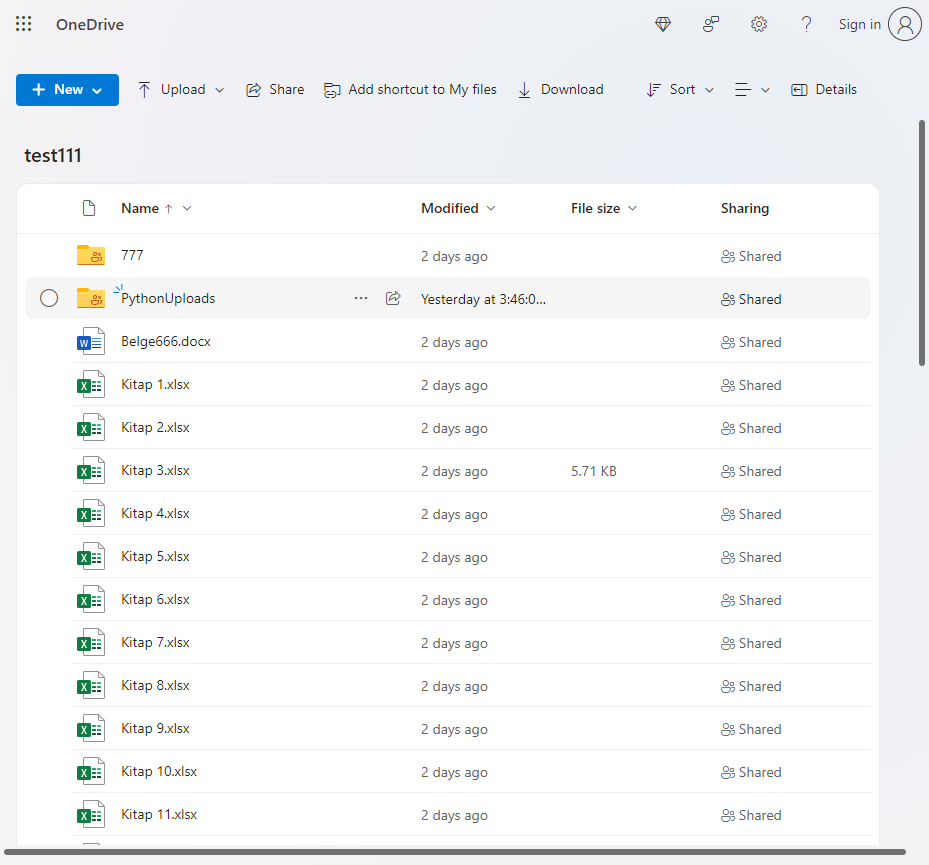 OneDrive Sign in
New Upload Share Add shortcut to My files Download Sort Details
test111
Name Modified File size Sharing
777 2 days ago Shared
PythonUploads Yesterday at 3:46:0... Shared
Belge666.docx 2 days ago Shared
Kitap 1.xlsx 2 days ago Shared
Kitap 2.xlsx 2 days ago Shared
Kitap 3.xlsx 2 days ago 5.71 KB Shared
Kitap 4.xlsx 2 days ago Shared
Kitap 5.xlsx 2 days ago Shared
Kitap 6.xlsx 2 days ago Shared
Kitap 7.xlsx 2 days ago Shared
Kitap 8.xlsx 2 days ago Shared
Kitap 9.xlsx 2 days ago Shared
Kitap 10.xlsx 2 days ago Shared
Kitap 11.xlsx 2 days ago Shared